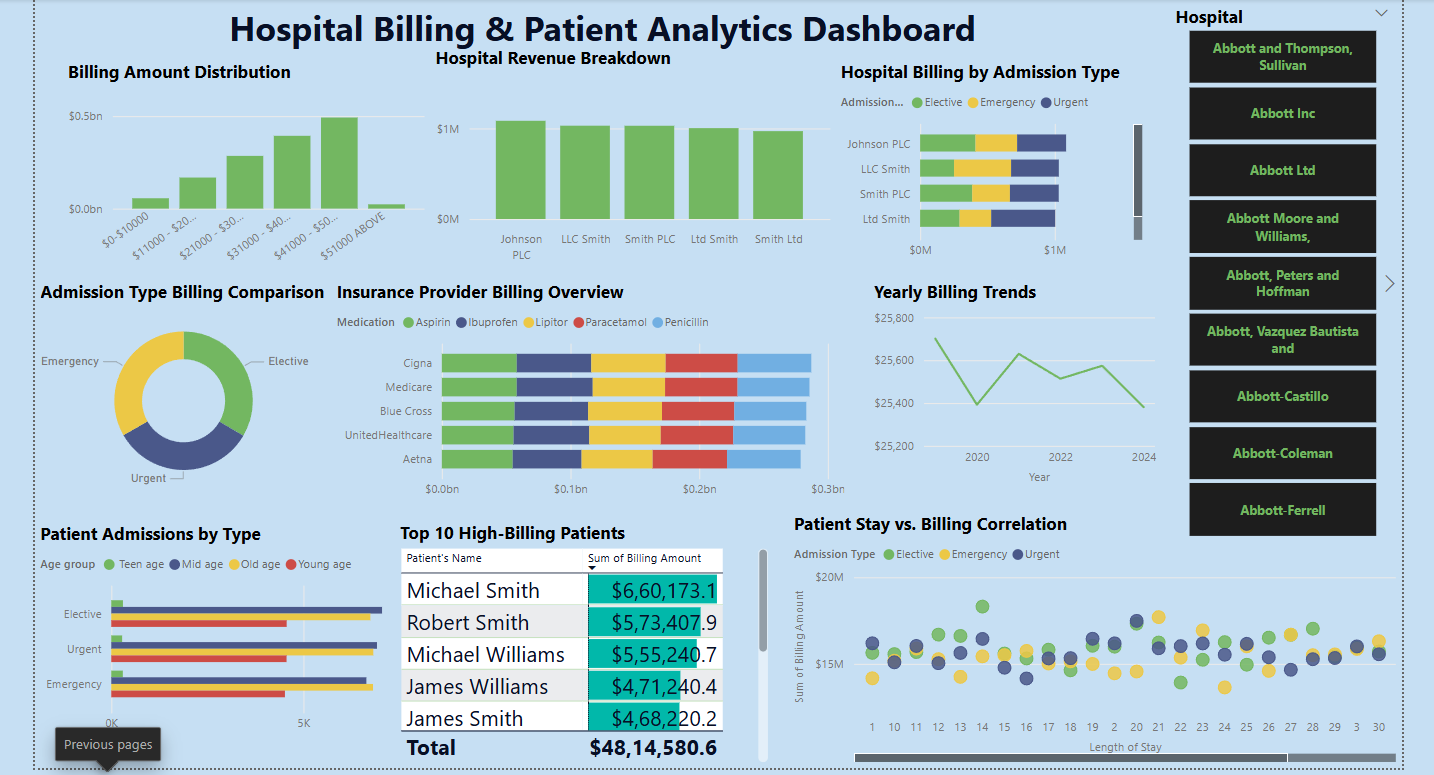 Hospital Billing & Patient Analytics Dashboard
Billing Amount Distribution
$0.5bn
$0.0bn
$0-$10000
$11000 - $20...
$21000 - $30...
$31000 - $40...
$41000 - $50...
$51000 ABOVE
Hospital Revenue Breakdown
$1M
$0M
Johnson
PLC
LLC Smith
Smith PLC
Ltd Smith
Smith Ltd
Hospital Billing by Admission Type
Admission... Elective Emergency Urgent
Johnson PLC
LLC Smith
Smith PLC
Ltd Smith
$0M $1M
Hospital
Abbott and Thompson,
Sullivan
Abbott Inc
Abbott Ltd
Abbott Moore and
Williams,
Abbott, Peters and
Hoffman
Abbott, Vazquez Bautista
and
Abbott-Castillo
Abbott-Coleman
Abbott-Ferrell
Admission Type Billing Comparison
Emergency
Elective
Urgent
Insurance Provider Billing Overview
Medication Aspirin Ibuprofen Lipitor Paracetamol Penicillin
Cigna
Medicare
Blue Cross
UnitedHealthcare
Aetna
$0.0bn $0.1bn $0.2bn $0.3bn
Yearly Billing Trends
$25,800
$25,600
$25,400
$25,200
2020 2022 2024
Year
Patient Admissions by Type
Age group Teen age Mid age Old age Young age
Elective
Urgent
Emergency
0K 5K
Previous pages
Top 10 High-Billing Patients
Patient's Name Sum of Billing Amount
Michael Smith $6,60,173.1
Robert Smith $5,73,407.9
Michael Williams $5,55,240.7
James Williams $4,71,240.4
James Smith $4,68,220.2
Total $48,14,580.6
Patient Stay vs. Billing Correlation
Admission Type Elective Emergency Urgent
Sum of Billing Amount
$20M
$15M
1 10 11 12 13 14 15 16 17 18 19 2 20 21 22 23 24 25 26 27 28 29 3 30
Length of Stay